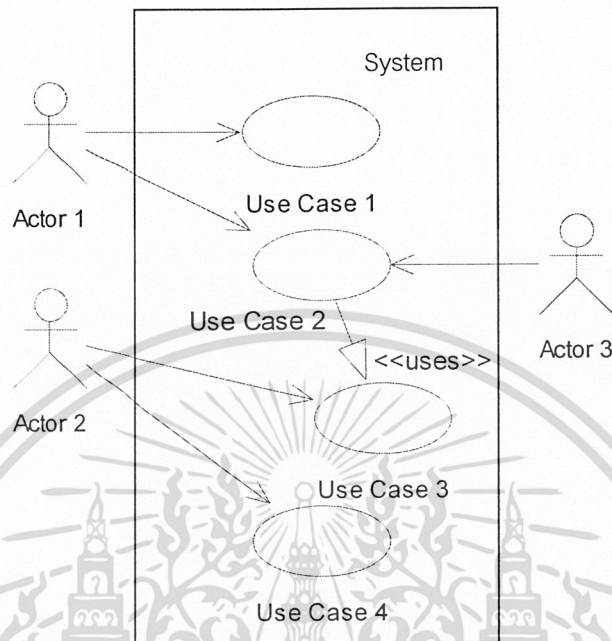 System
Actor 1
Use Case 1
Use Case 2
Actor 3
<<uses>>
Actor 2
Use Case 3
Use Case 4